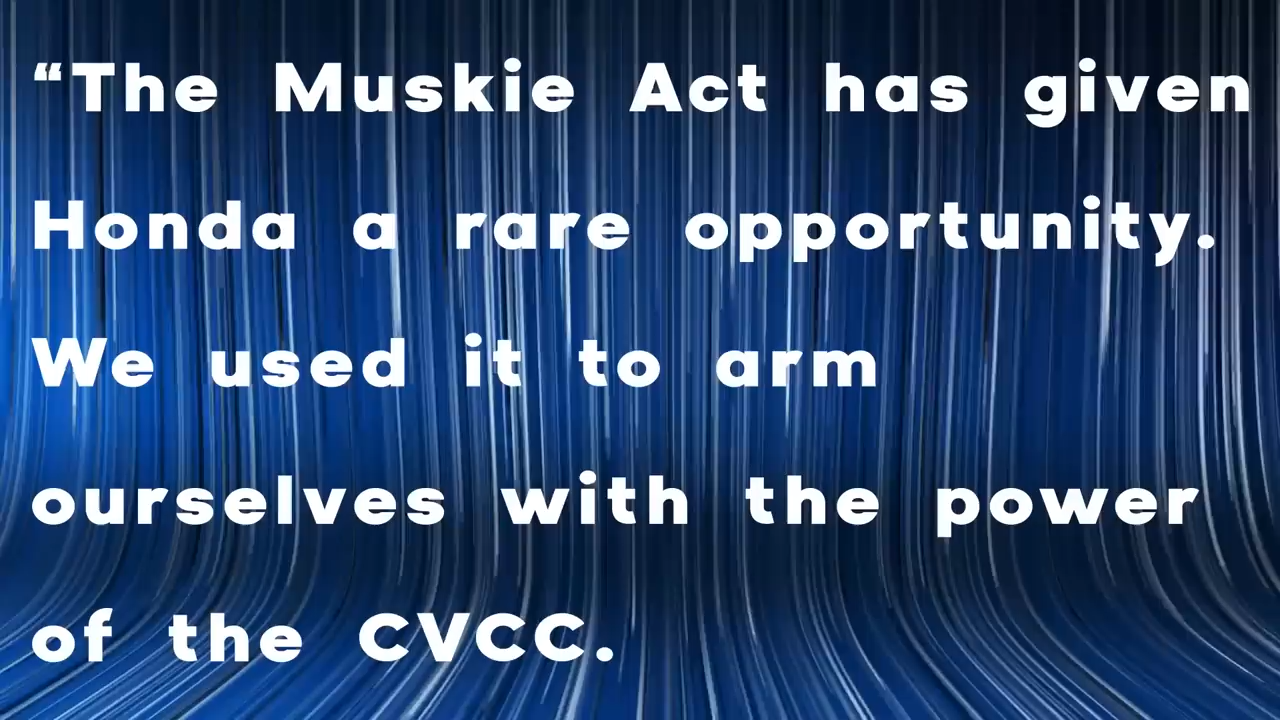 “The Muskie Act has given
Honda a rare opportunity.
We used it to arm
ourselves with the power
of the CVCC.